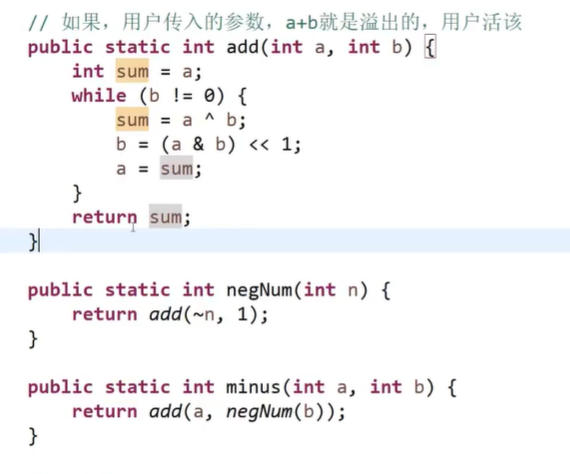 // 如果，用户传入的参数，a+b就是溢出的，用户活该
public static int add(int a, int b) {
    int sum = a;
    while (b != 0) {
        sum = a ^ b;
        b = (a & b) << 1;
        a = sum;
    }
    return sum;
}
public static int negNum(int n) {
    return add(~n, 1);
}
public static int minus(int a, int b) {
    return add(a, negNum(b));
}